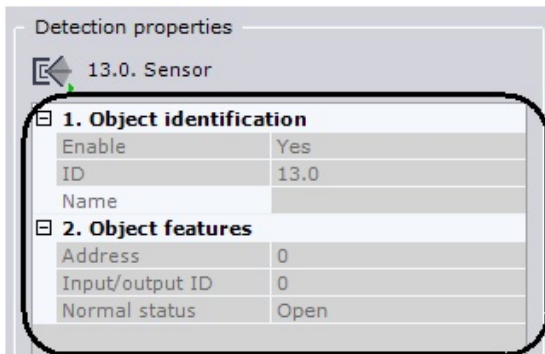 Detection properties
13.0. Sensor
1. Object identification
Enable Yes
ID 13.0
Name
2. Object features
Address 0
Input/output ID 0
Normal status Open